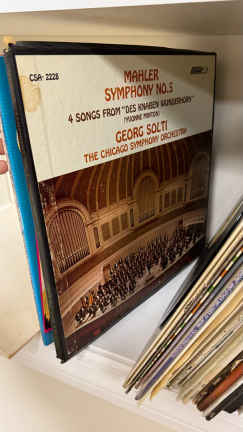 CSA-2228
LONDON
MAHLER
SYMPHONY NO.5
4 SONGS FROM "DES KNABEN WUNDERHORN"
(YVONNE MINTON)
GEORG SOLTI
THE CHICAGO SYMPHONY ORCHESTRA